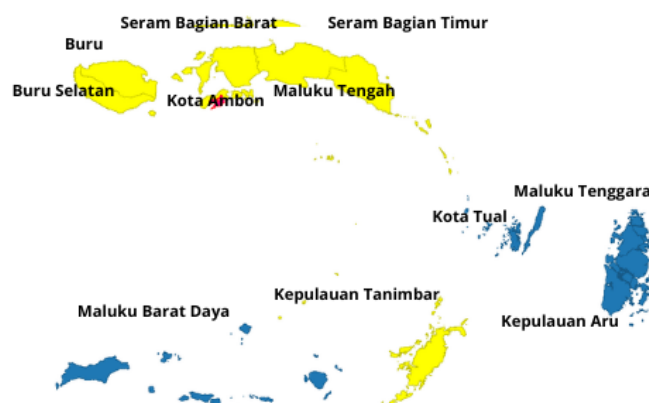 Seram Bagian Barat
Seram Bagian Timur
Buru
Buru Selatan
Kota Ambon
Maluku Tengah
Maluku Tenggara
Kota Tual
Kepulauan Tanimbar
Maluku Barat Daya
Kepulauan Aru